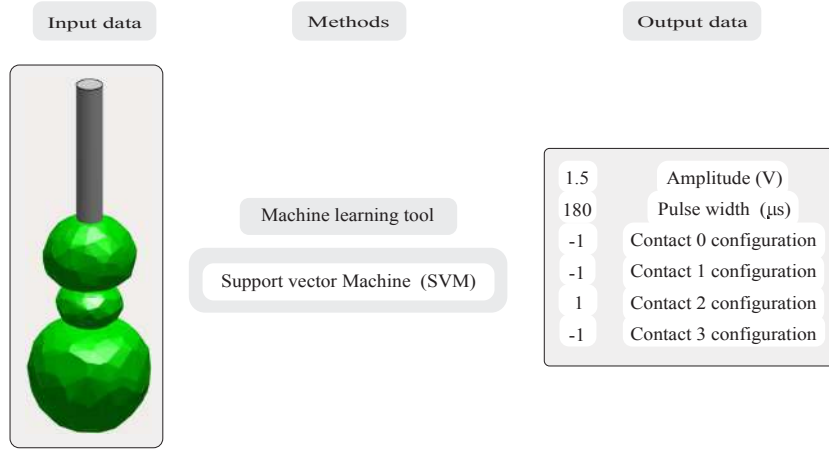 Input data
Methods
Output data
Machine learning tool
Support vector Machine (SVM)
1.5 Amplitude (V)
180 Pulse width (μs)
-1 Contact 0 configuration
-1 Contact 1 configuration
1 Contact 2 configuration
-1 Contact 3 configuration